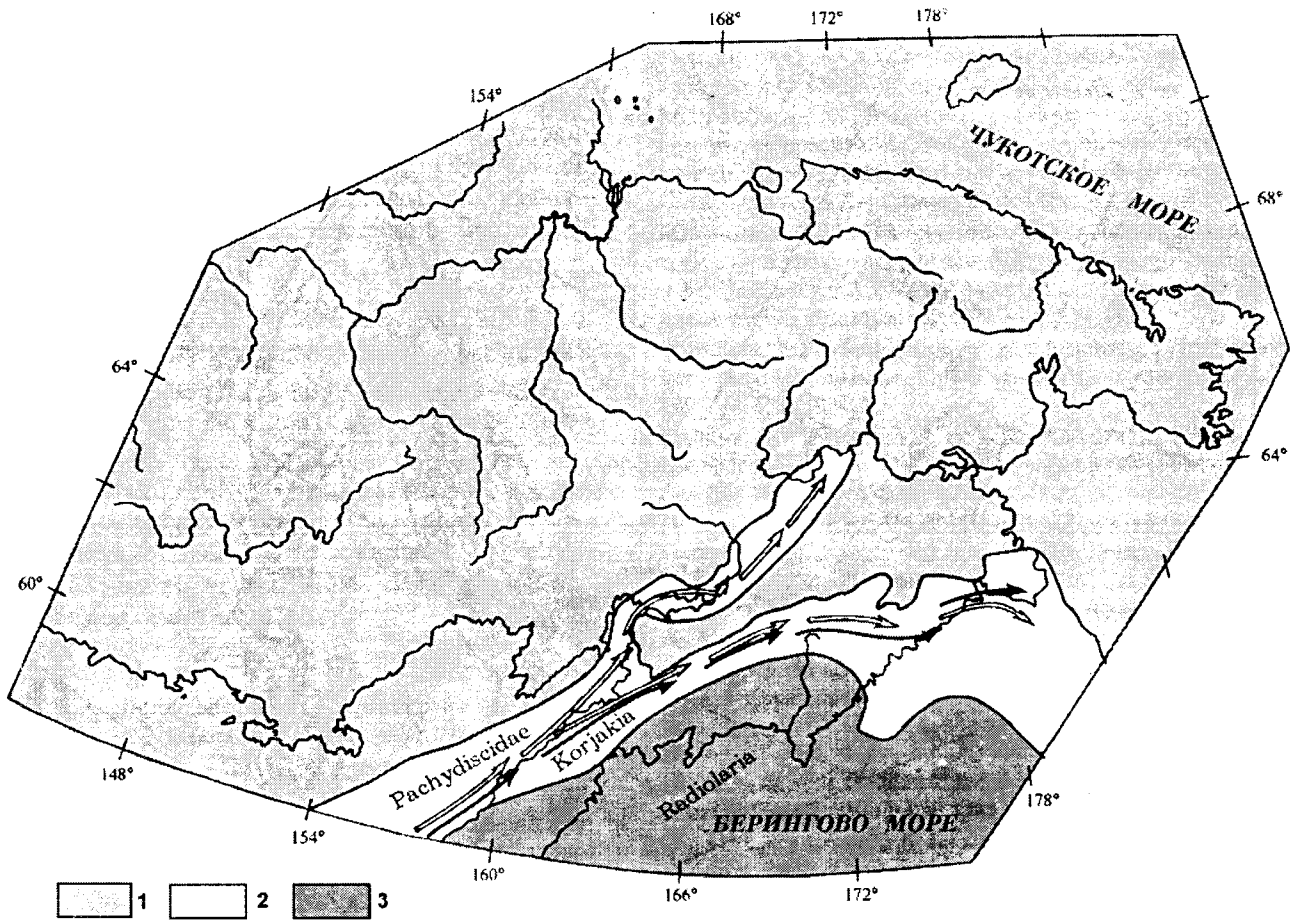 168° 172° 178°
154°
ЧУКОТСКОЕ МОРЕ
68°
64°
64°
60°
Pachydiscidae
Korjakia
Radiolaria
БЕРИНГОВО МОРЕ
148°
154°
160°
166°
172°
178°
1 2 3